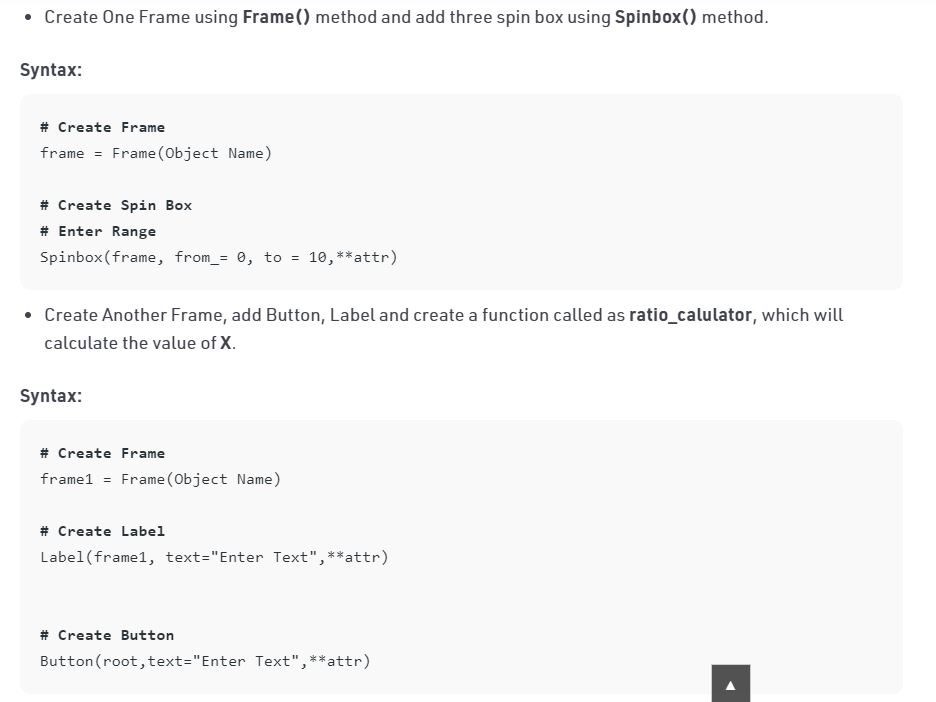 • Create One Frame using Frame() method and add three spin box using Spinbox() method.
Syntax:
# Create Frame
frame = Frame(Object Name)
# Create Spin Box
# Enter Range
Spinbox(frame, from_= 0, to = 10,**attr)
• Create Another Frame, add Button, Label and create a function called as ratio_calulator, which will
calculate the value of X.
Syntax:
# Create Frame
frame1 = Frame(Object Name)
# Create Label
Label(frame1, text="Enter Text",**attr)
# Create Button
Button(root,text="Enter Text",**attr)
▲